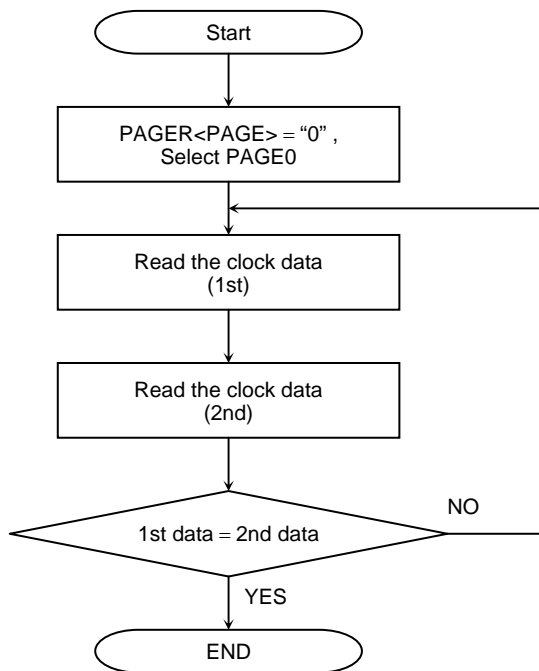 Start
PAGER<PAGE> = “0” ,
Select PAGE0
Read the clock data
(1st)
Read the clock data
(2nd)
1st data = 2nd data
NO
YES
END